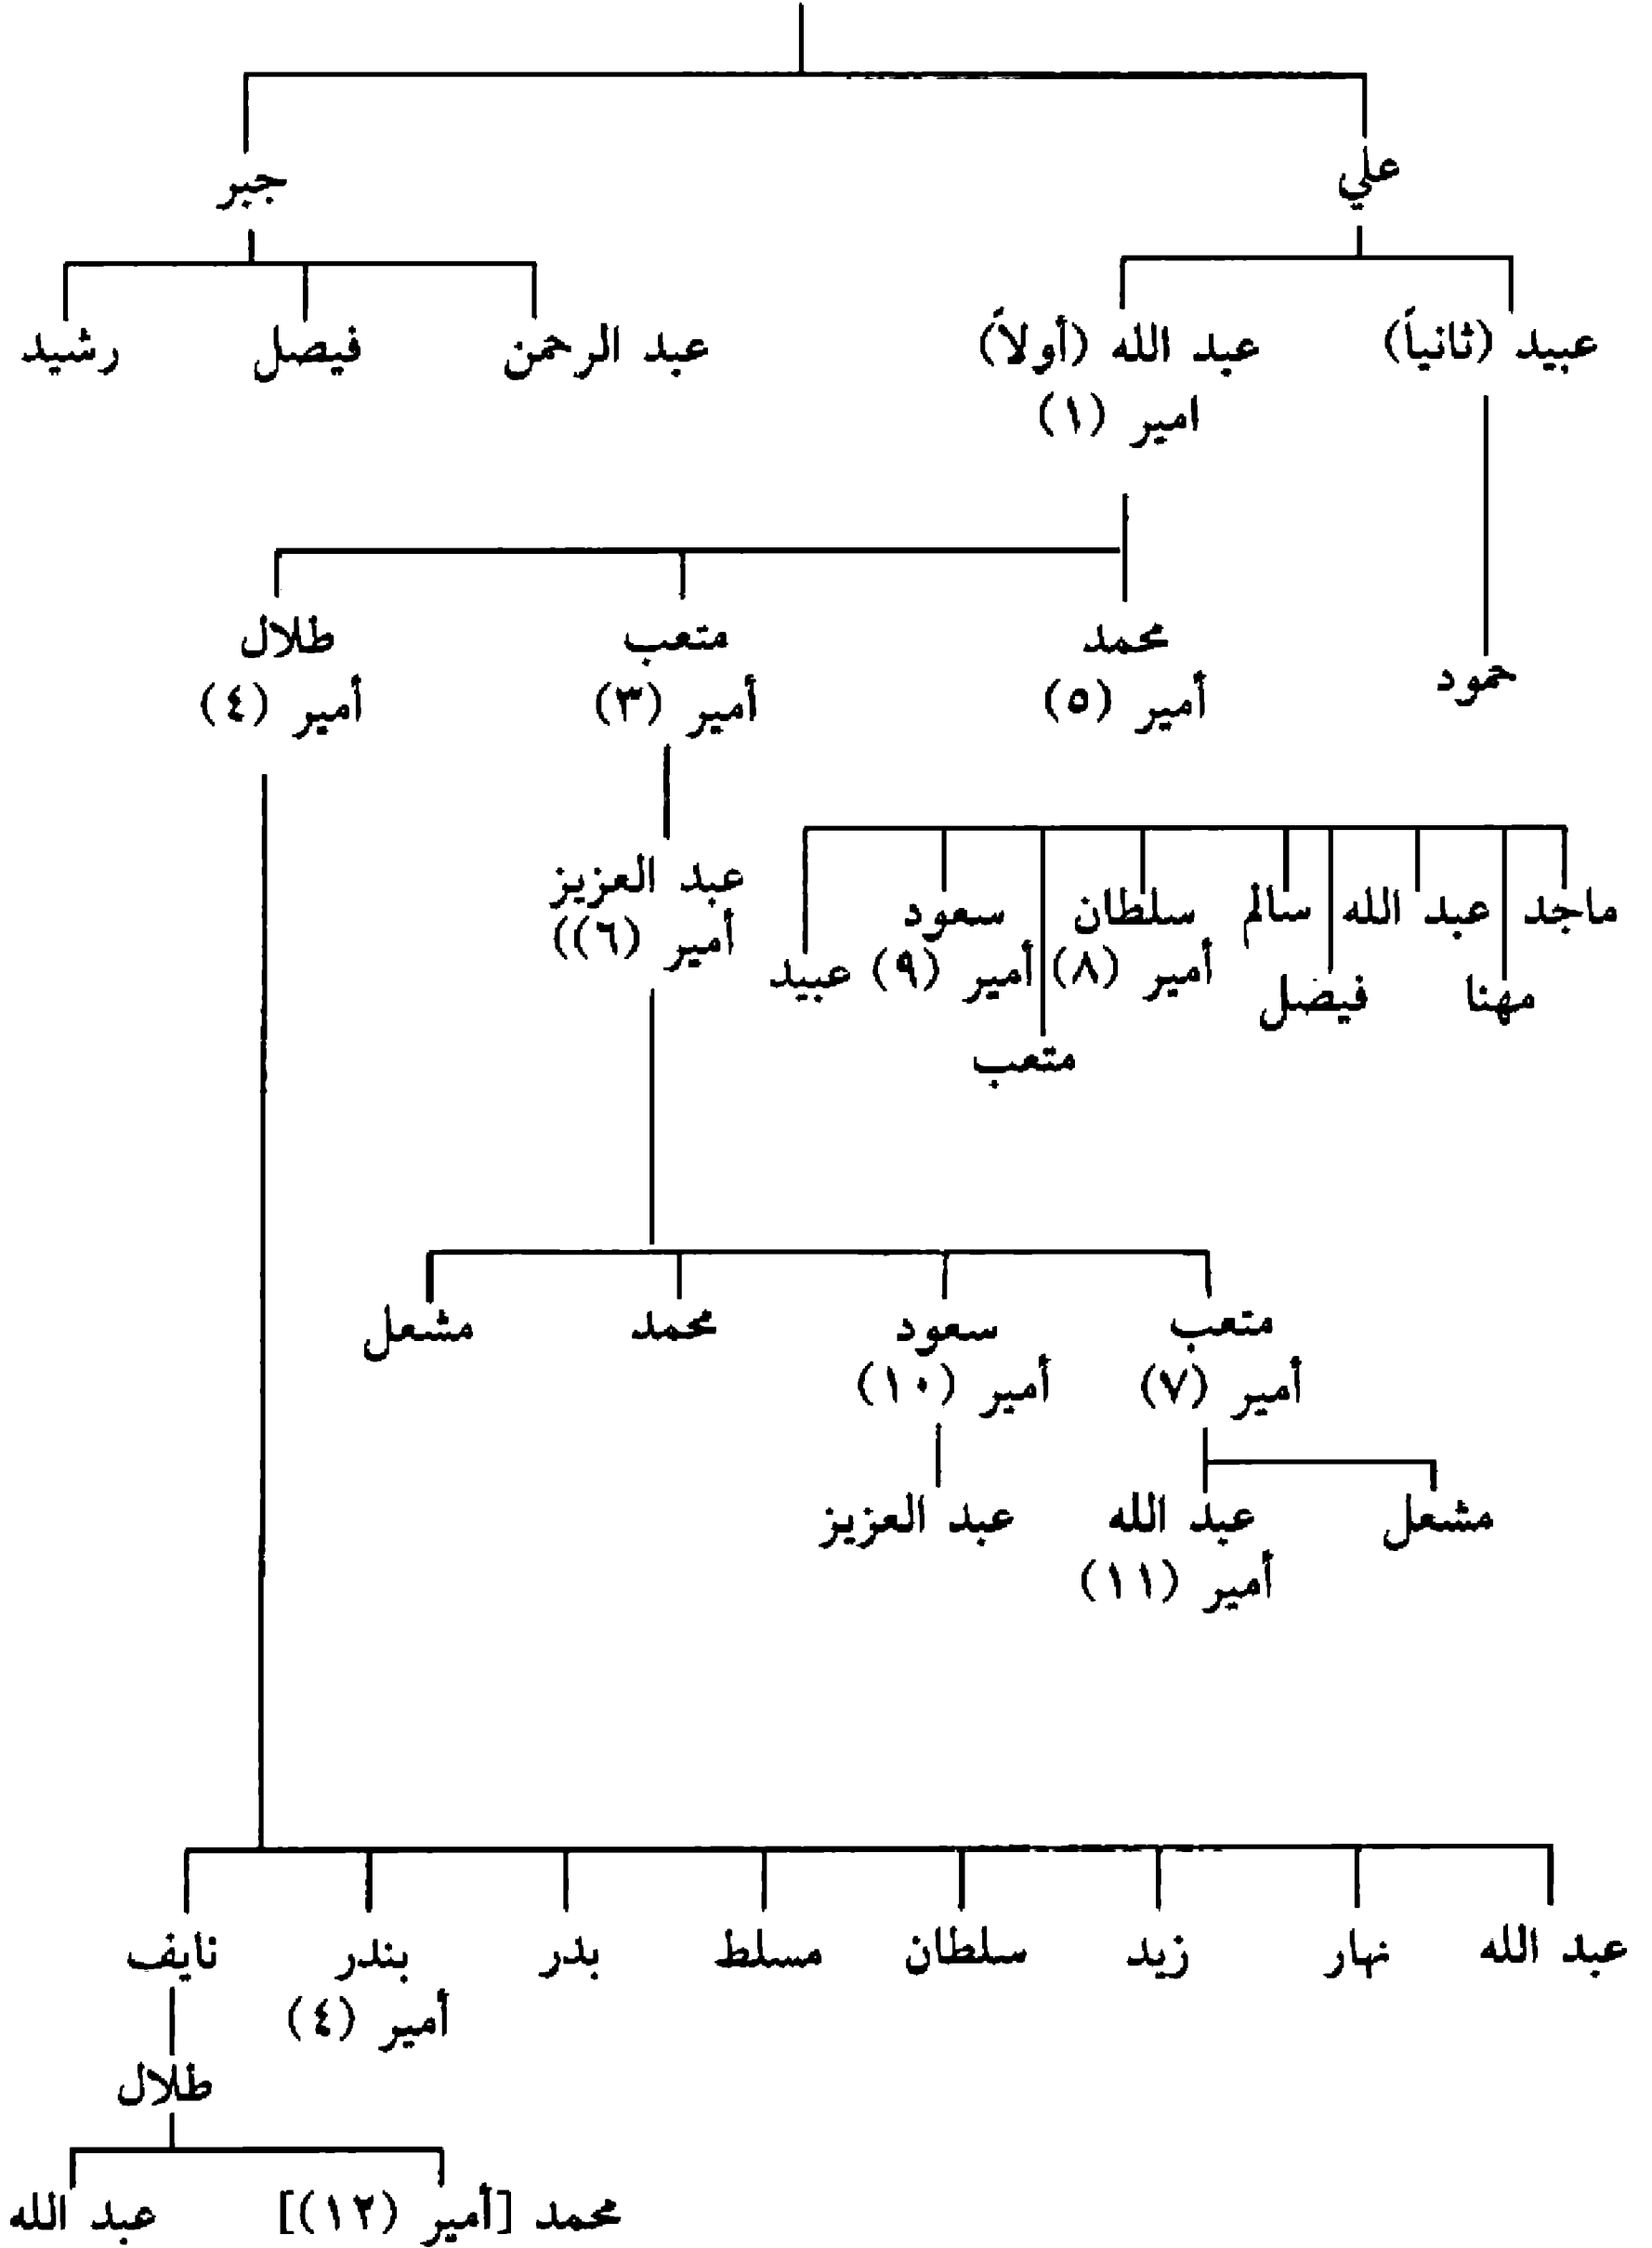 علي
جبر
عبيد (ثانياً)
عبد الله (أولاً)
امير (١)
عبد الرحمن
فيصل
رشيد
محمد
أمير (٥)
متعب
أمير (٣)
طلال
أمير (٤)
حمود
عبد العزيز
أمير (٦))
ماجد
مهنا
عبد الله
فيضل
سالم
سلطان
أمير (٨)
متعب
سعود
أمير (٩)
عبيد
متعب
أمير (٧)
سعود
أمير (١٠)
محمد
مشعل
مشعل
عبد الله
أمير (١١)
عبد العزيز
عبد الله
نهار
زيد
سلطان
مسلط
بدر
بندر
أمير (٤)
نايف
طلال
محمد [أمير (١٢)]
عبد الله